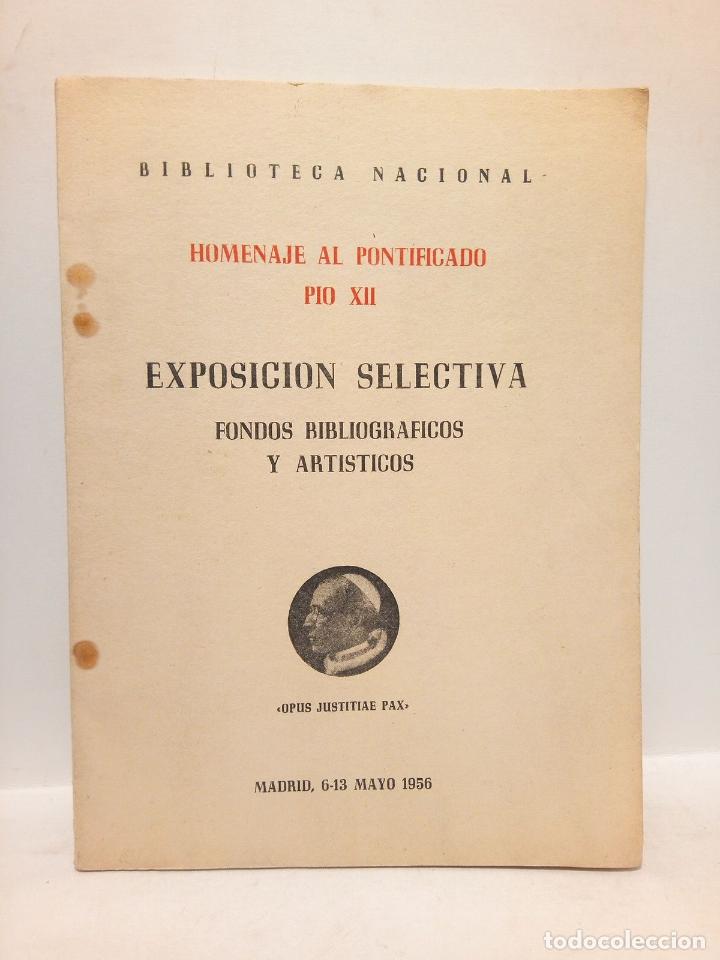 BIBLIOTECA NACIONAL
HOMENAJE AL PONTIFICADO
PIO XII
EXPOSICION SELECTIVA
FONDOS BIBLIOGRAFICOS
Y ARTISTICOS
«OPUS JUSTITIAE PAX»
MADRID, 6-13 MAYO 1956
todocoleccion